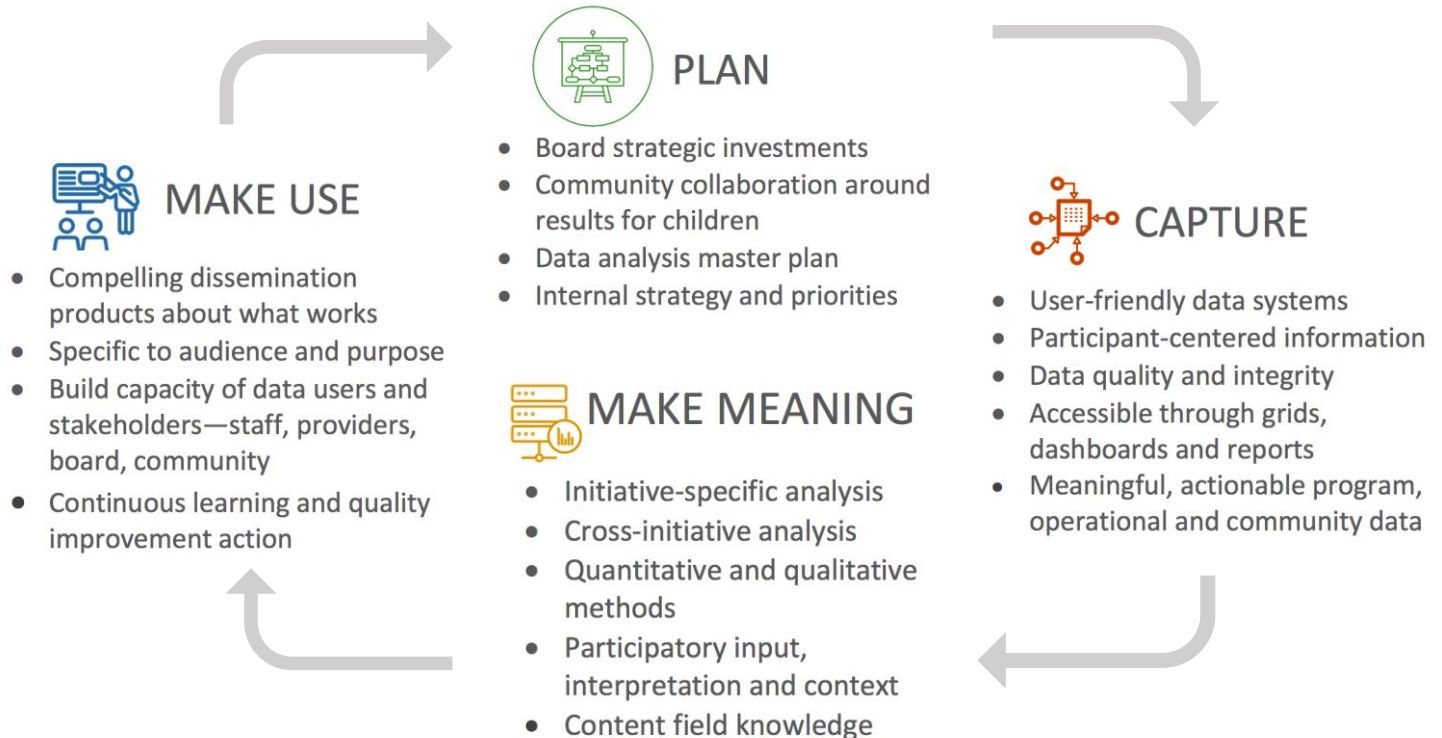 PLAN
• Board strategic investments
• Community collaboration around
results for children
• Data analysis master plan
• Internal strategy and priorities
CAPTURE
• User-friendly data systems
• Participant-centered information
• Data quality and integrity
• Accessible through grids,
dashboards and reports
• Meaningful, actionable program,
operational and community data
MAKE MEANING
• Initiative-specific analysis
• Cross-initiative analysis
• Quantitative and qualitative
methods
• Participatory input,
interpretation and context
• Content field knowledge
MAKE USE
• Compelling dissemination
products about what works
• Specific to audience and purpose
• Build capacity of data users and
stakeholders—staff, providers,
board, community
• Continuous learning and quality
improvement action